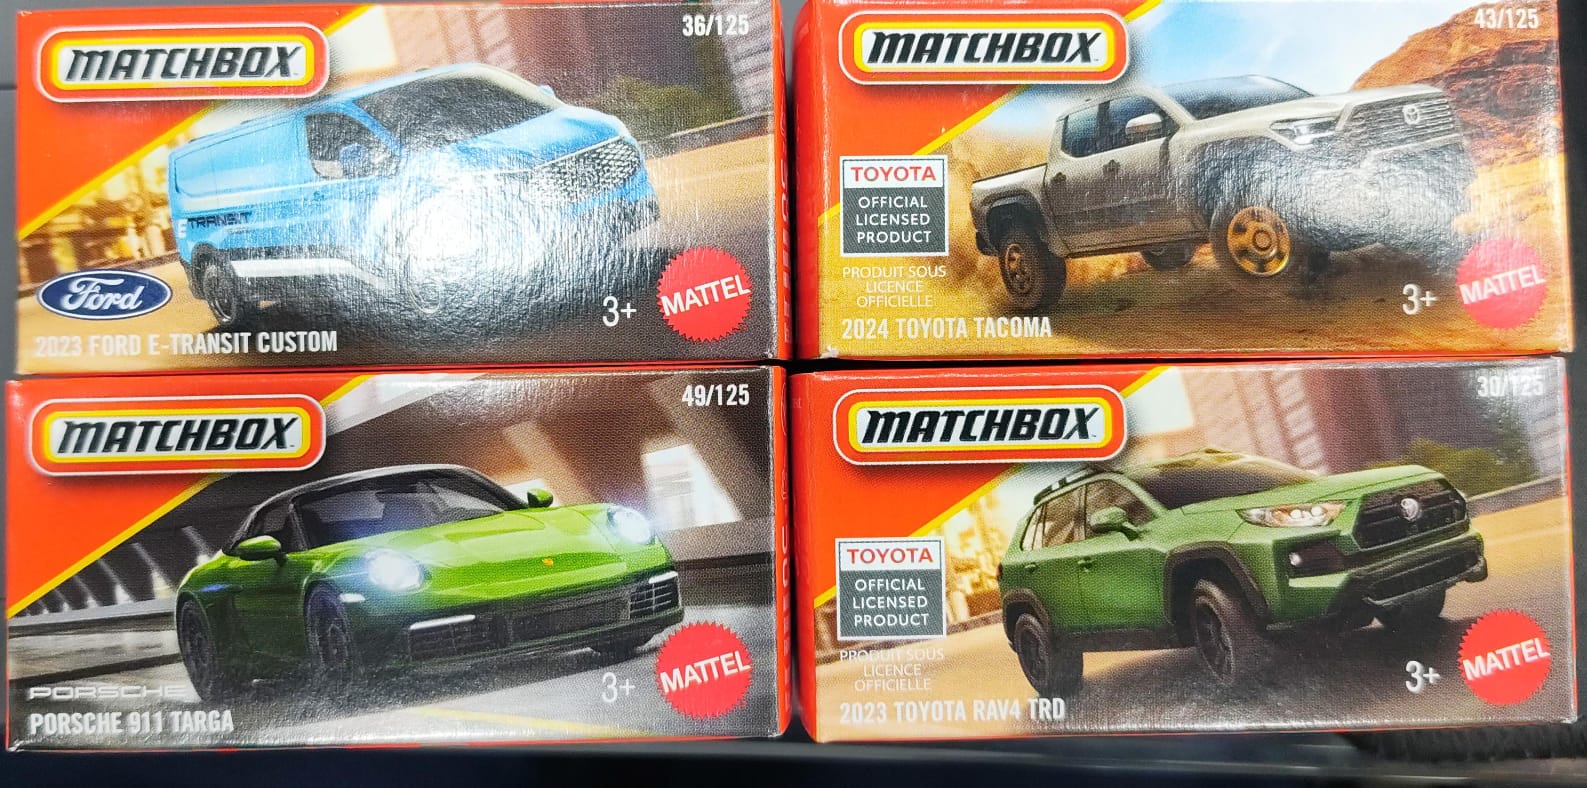 MATCHBOX
36/125
E-TRANSIT
Ford
3+
MATTEL
2023 FORD E-TRANSIT CUSTOM
MATCHBOX
43/125
TOYOTA
OFFICIAL
LICENSED
PRODUCT
PRODUIT SOUS
LICENCE
OFFICIELLE
3+
MATTEL
2024 TOYOTA TACOMA
MATCHBOX
49/125
PORSCHE
3+
MATTEL
PORSCHE 911 TARGA
MATCHBOX
30/125
TOYOTA
OFFICIAL
LICENSED
PRODUCT
PRODUIT SOUS
LICENCE
OFFICIELLE
3+
MATTEL
2023 TOYOTA RAV4 TRD